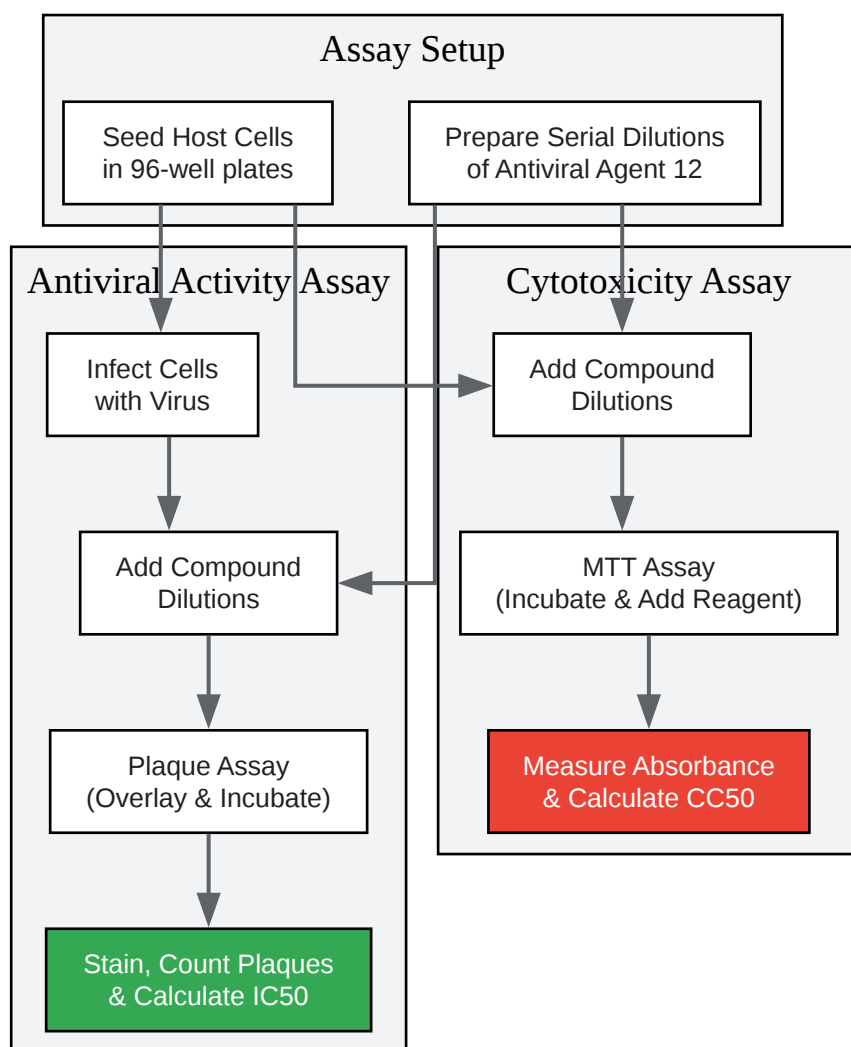 Assay Setup
Seed Host Cells
in 96-well plates
Prepare Serial Dilutions
of Antiviral Agent 12
Antiviral Activity Assay
Infect Cells
with Virus
Add Compound
Dilutions
Plaque Assay
(Overlay & Incubate)
Stain, Count Plaques
& Calculate IC50
Cytotoxicity Assay
Add Compound
Dilutions
MTT Assay
(Incubate & Add Reagent)
Measure Absorbance
& Calculate CC50